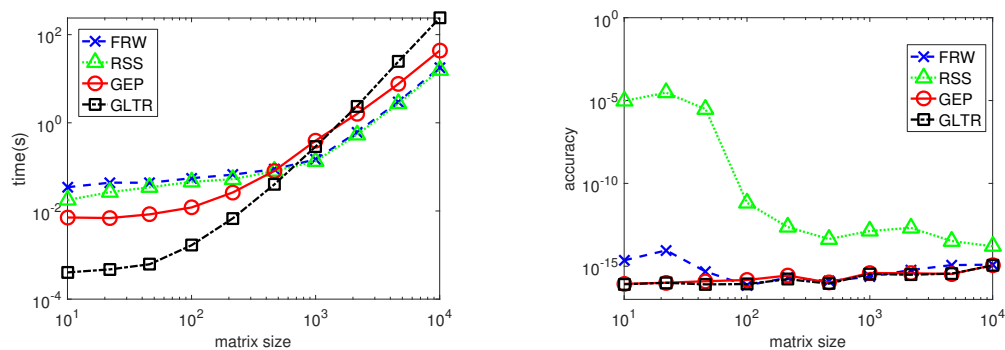 10^2
10^0
10^-2
10^-4
time(s)
FRW
RSS
GEP
GLTR
10^1
10^2
10^3
10^4
matrix size
10^0
10^-5
10^-10
10^-15
accuracy
FRW
RSS
GEP
GLTR
10^1
10^2
10^3
10^4
matrix size